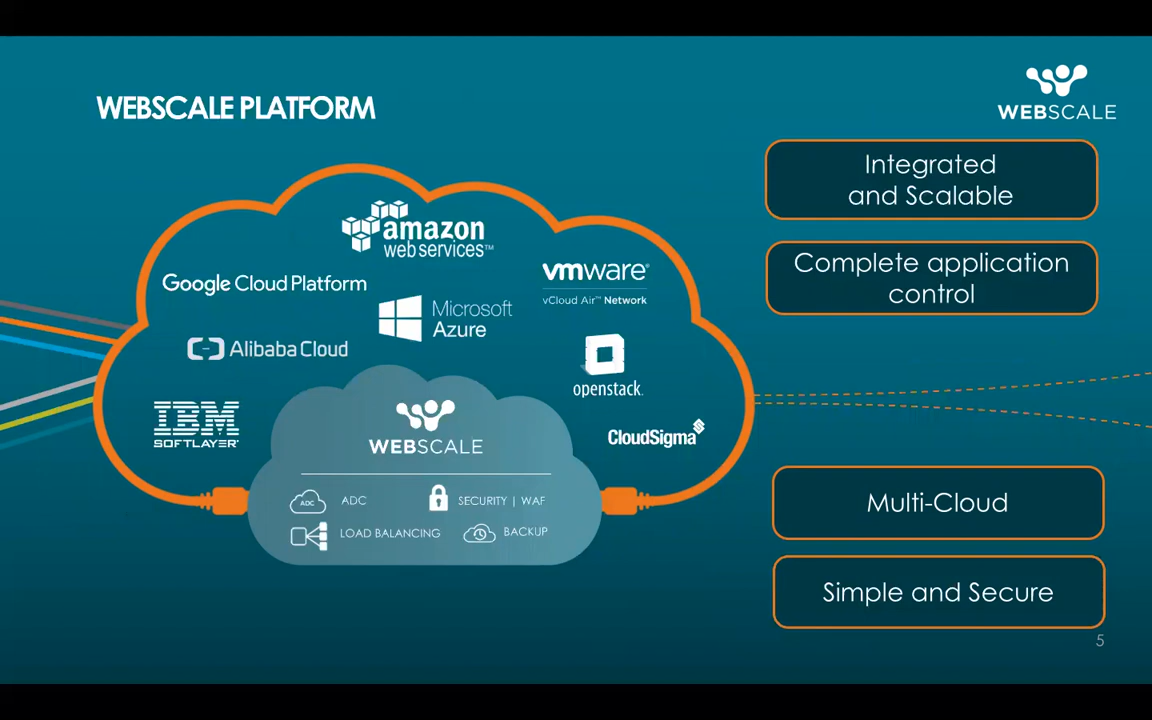 WEBSCALE PLATFORM
WEBSCALE
Integrated
and Scalable
Complete application
control
amazon
web services™
Google Cloud Platform
vmware®
vCloud Air™ Network
Microsoft
Azure
Alibaba Cloud
openstack.
IBM
SOFTLAYER
CloudSigma
WEBSCALE
ADC
ADC
SECURITY | WAF
LOAD BALANCING
BACKUP
Multi-Cloud
Simple and Secure
5